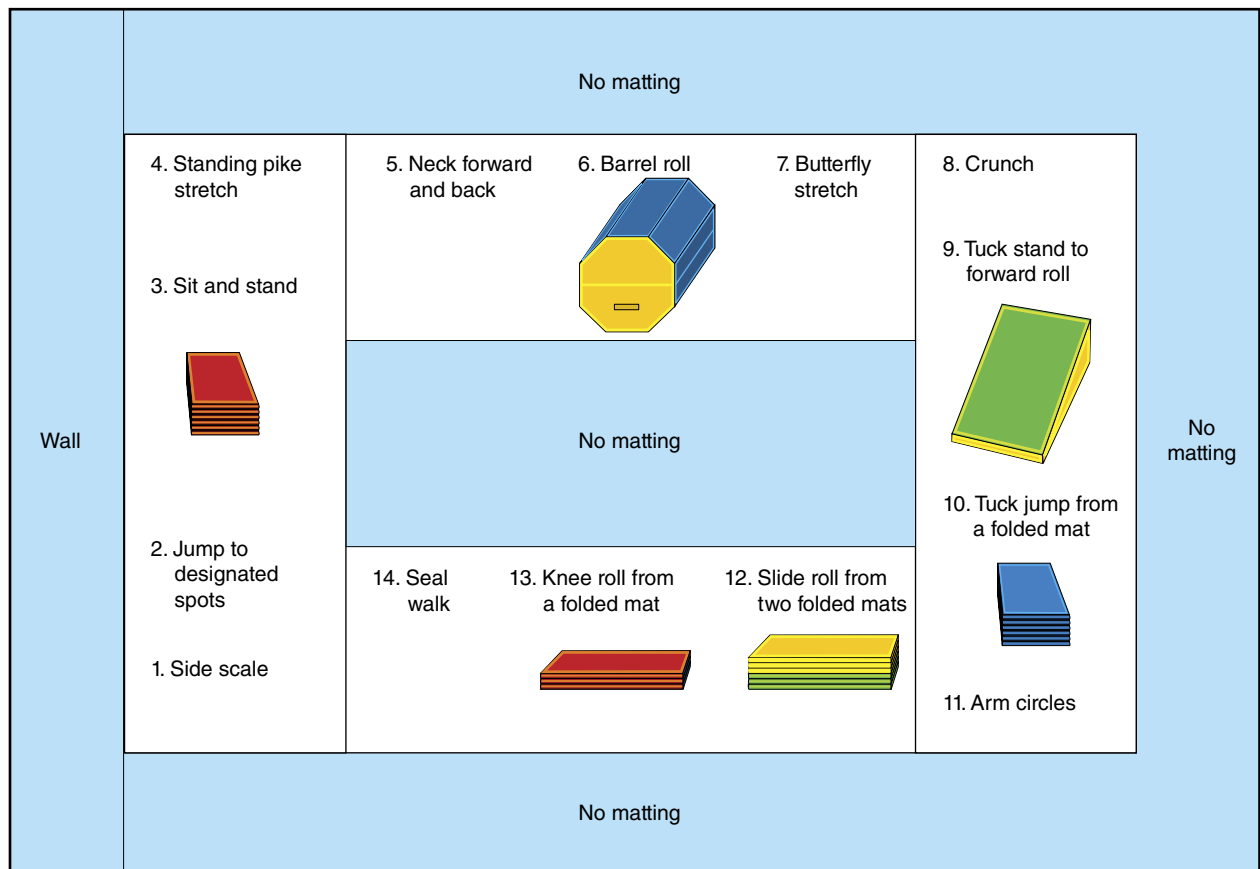 No matting
4. Standing pike
stretch
5. Neck forward
and back
6. Barrel roll
7. Butterfly
stretch
8. Crunch
3. Sit and stand
9. Tuck stand to
forward roll
Wall
No matting
No
matting
10. Tuck jump from
a folded mat
2. Jump to
designated
spots
14. Seal
walk
13. Knee roll from
a folded mat
12. Slide roll from
two folded mats
1. Side scale
11. Arm circles
No matting